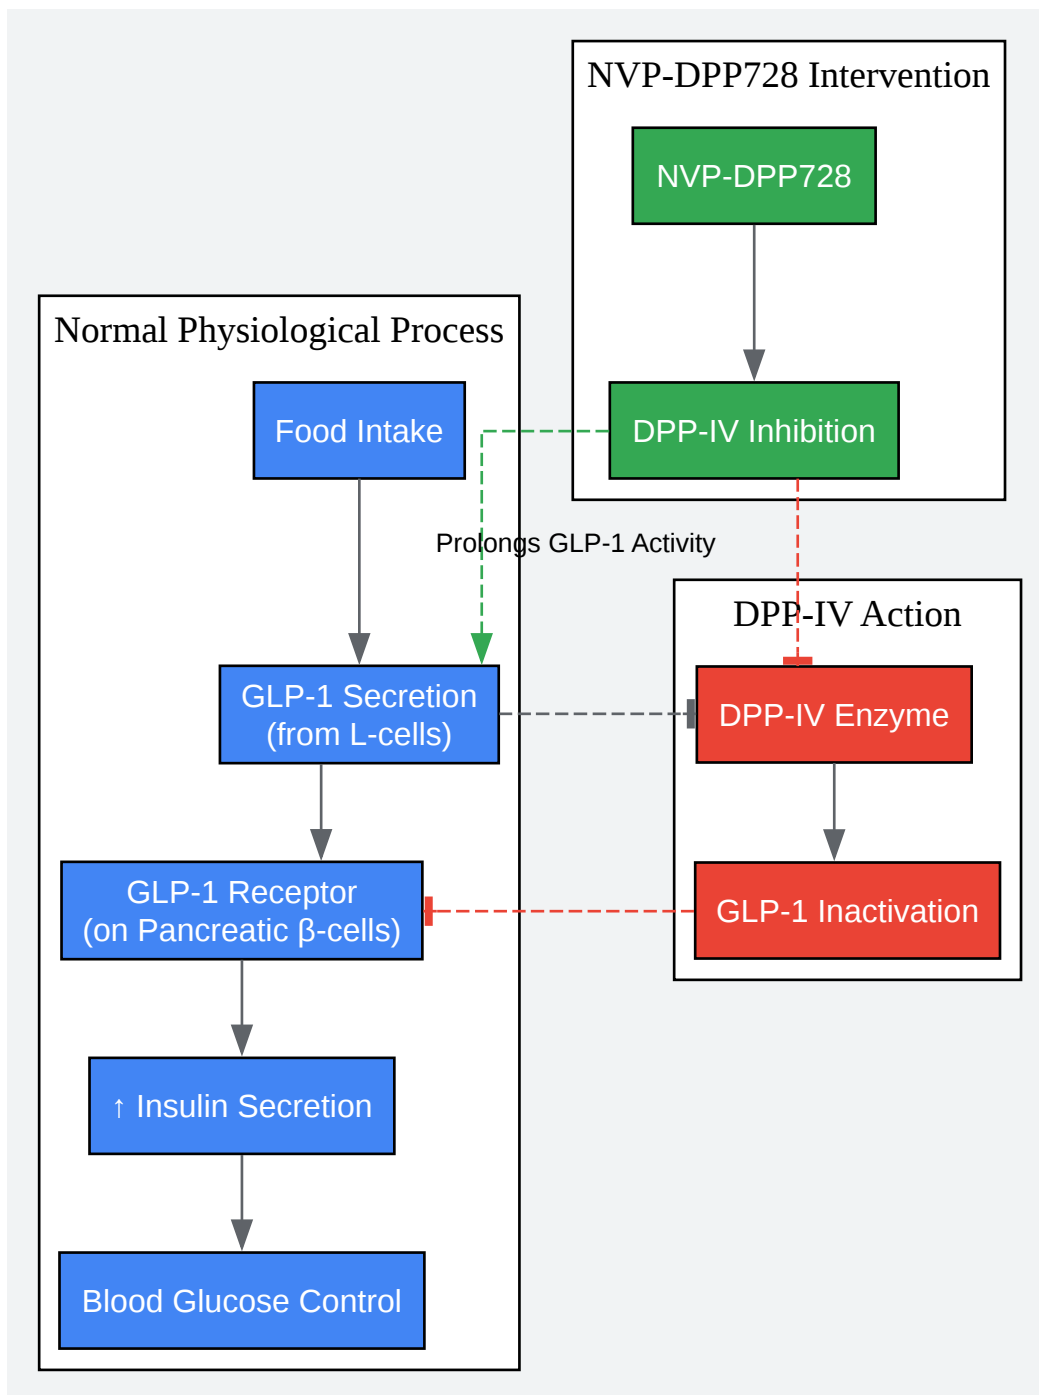 NVP-DPP728 Intervention
NVP-DPP728
Normal Physiological Process
Food Intake
DPP-IV Inhibition
Prolongs GLP-1 Activity
DPP-IV Action
GLP-1 Secretion
(from L-cells)
DPP-IV Enzyme
GLP-1 Receptor
(on Pancreatic β-cells)
GLP-1 Inactivation
↑ Insulin Secretion
Blood Glucose Control